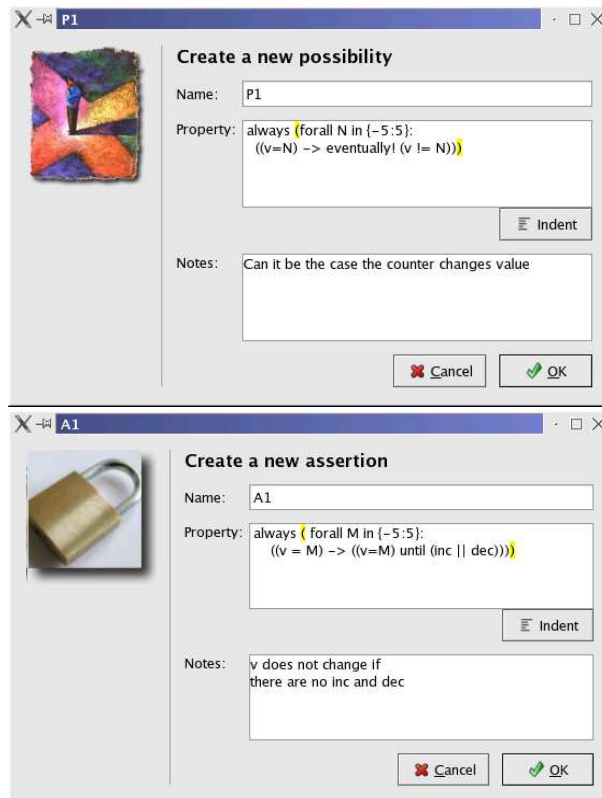 P1
Create a new possibility
Name: P1
Property: always (forall N in {−5:5}:
((v=N) −> eventually! (v != N)))
Indent
Notes: Can it be the case the counter changes value
Cancel OK
A1
Create a new assertion
Name: A1
Property: always ( forall M in {−5:5}:
((v = M) −> ((v=M) until (inc || dec))))
Indent
Notes: v does not change if
there are no inc and dec
Cancel OK